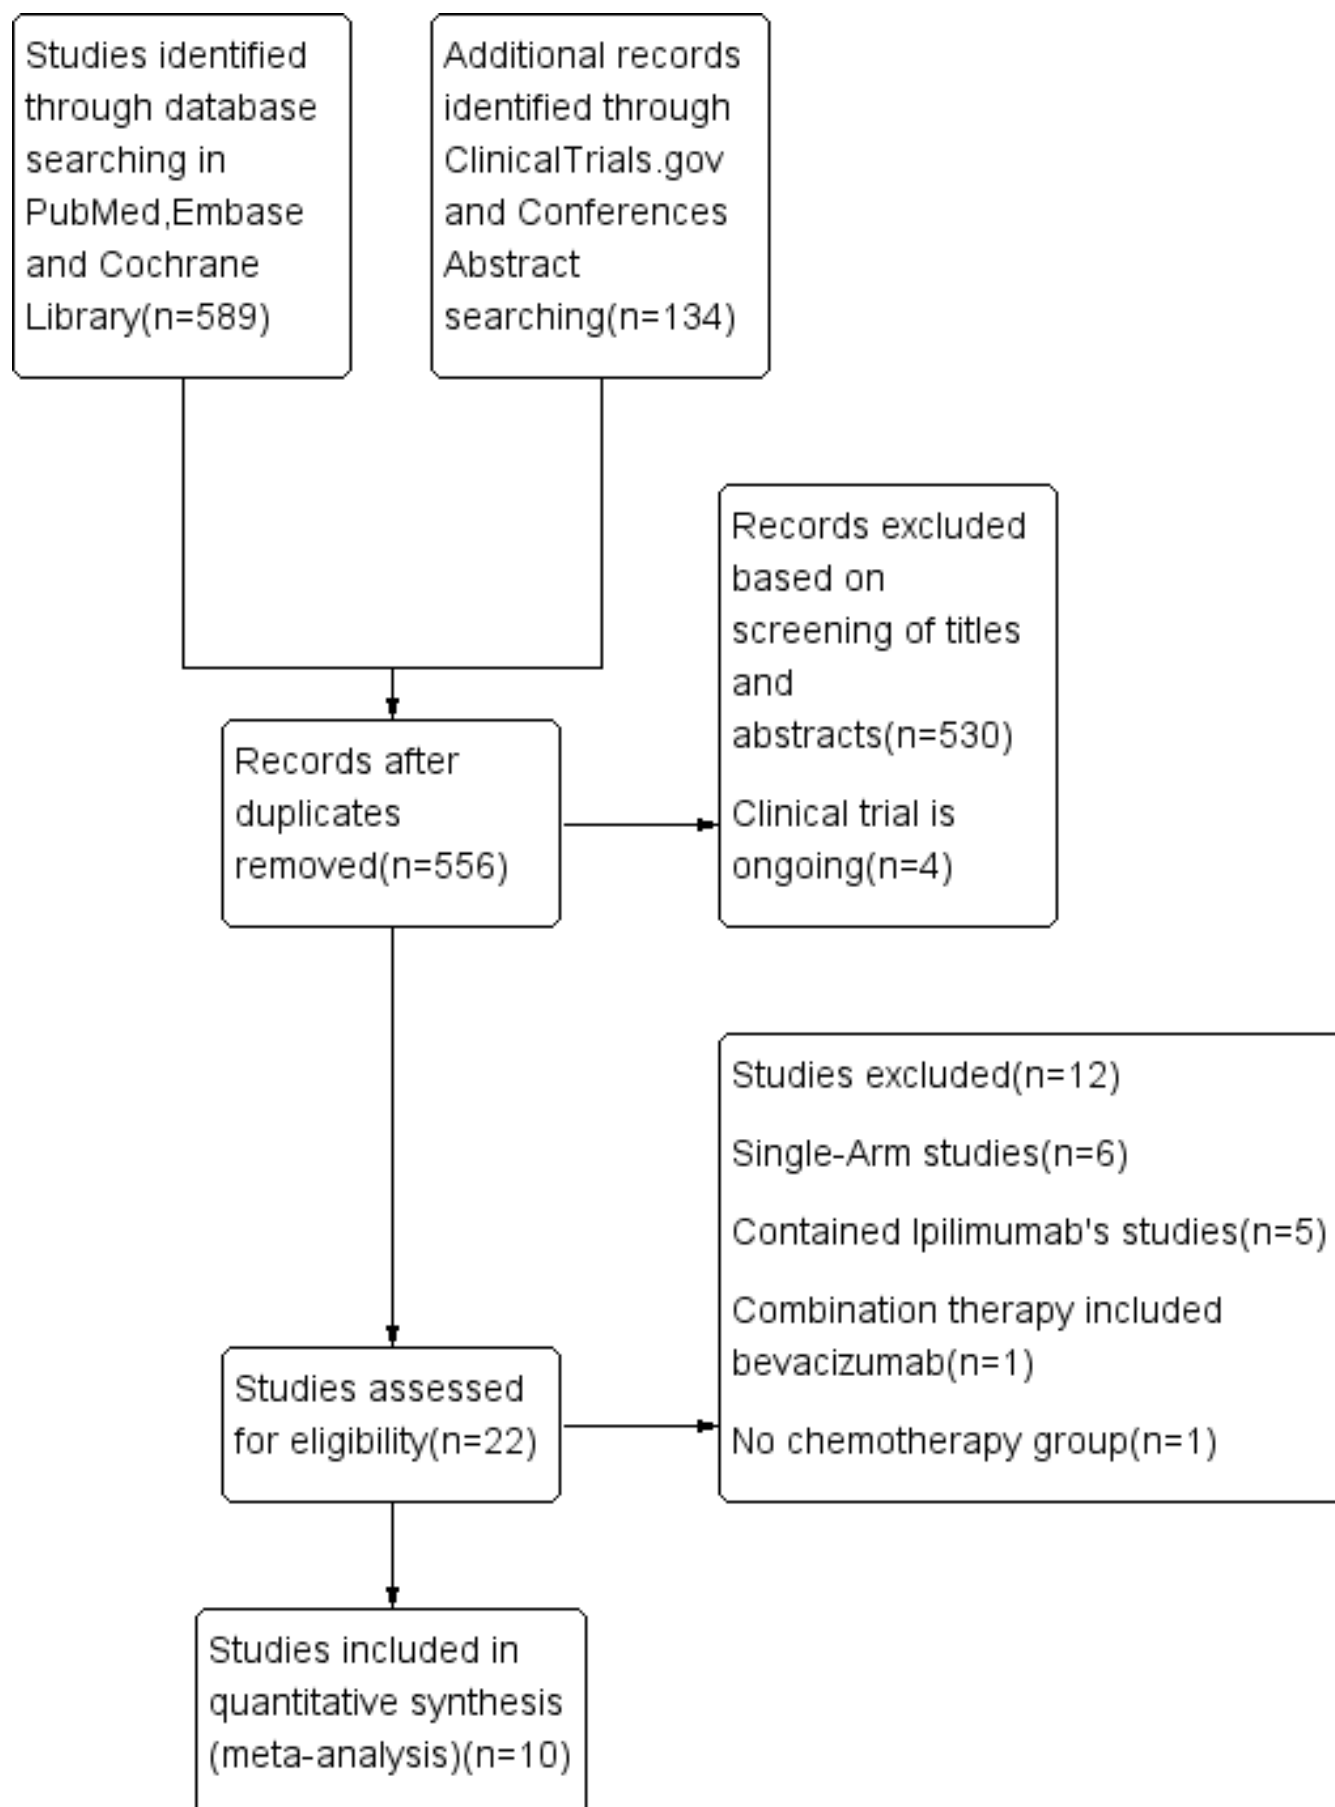 Studies identified
through database
searching in
PubMed,Embase
and Cochrane
Library(n=589)
Additional records
identified through
ClinicalTrials.gov
and Conferences
Abstract
searching(n=134)
Records excluded
based on
screening of titles
and
abstracts(n=530)
Clinical trial is
ongoing(n=4)
Records after
duplicates
removed(n=556)
Studies excluded(n=12)
Single-Arm studies(n=6)
Contained Ipilimumab's studies(n=5)
Combination therapy included
bevacizumab(n=1)
No chemotherapy group(n=1)
Studies assessed
for eligibility(n=22)
Studies included in
quantitative synthesis
(meta-analysis)(n=10)